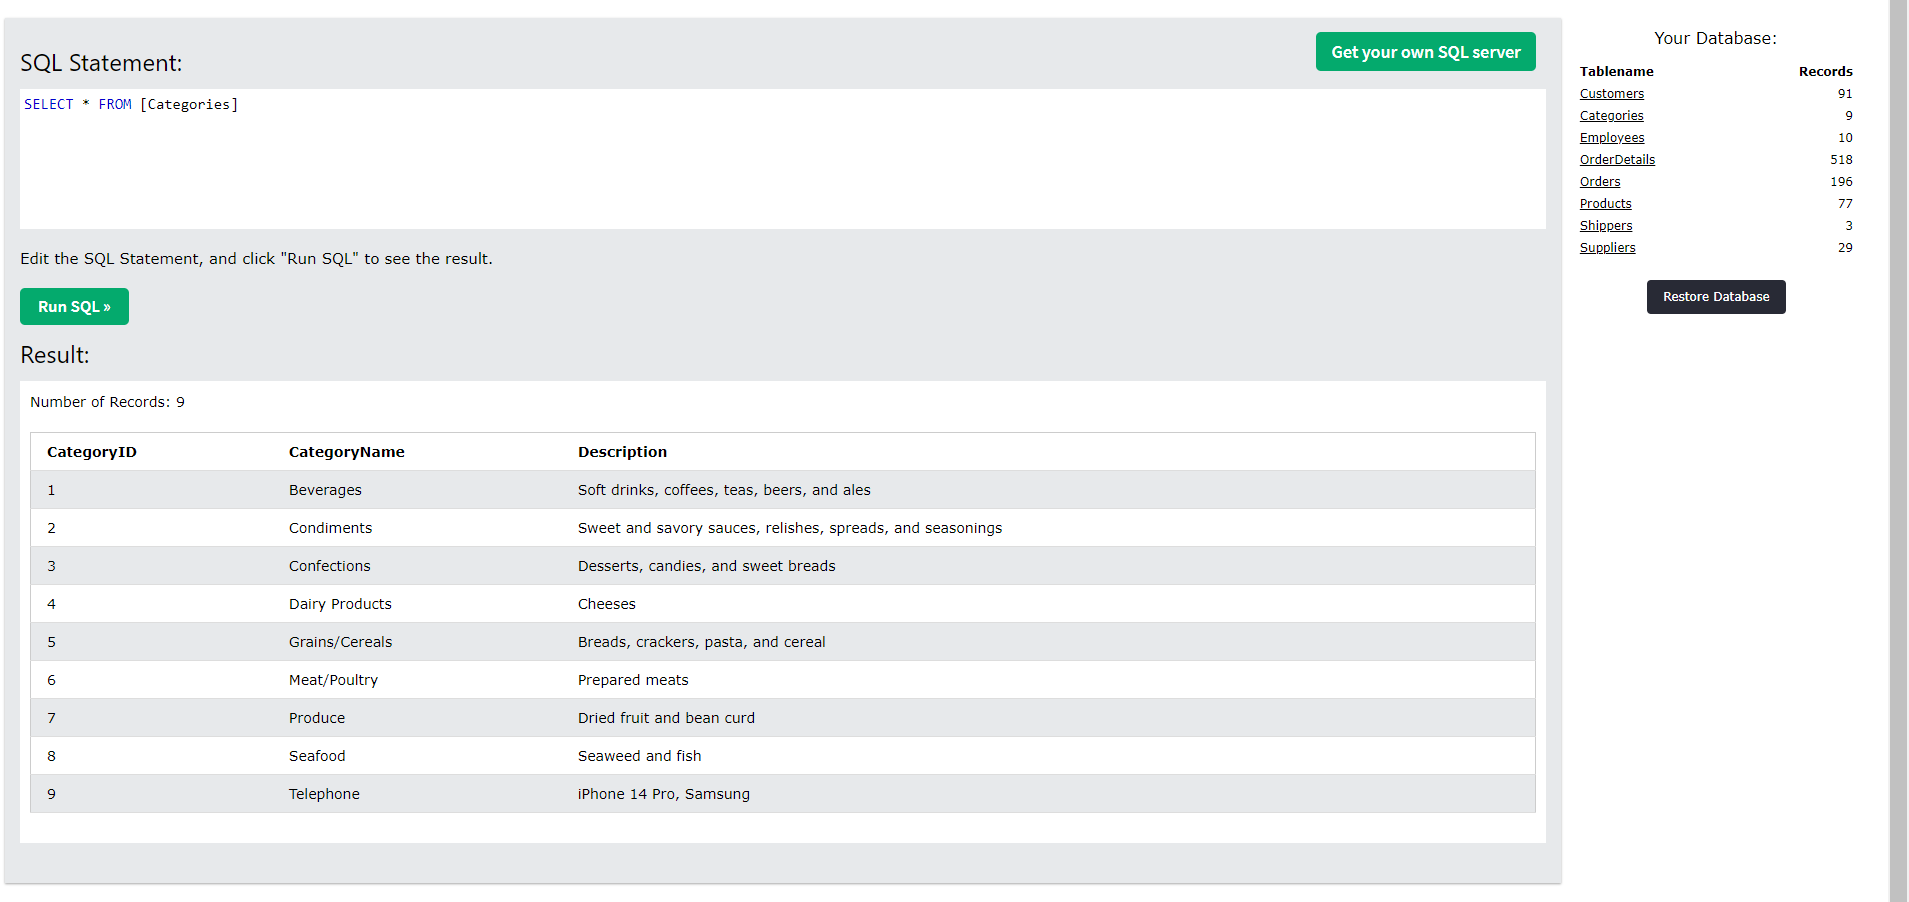 SQL Statement:
Get your own SQL server
SELECT * FROM [Categories]
Edit the SQL Statement, and click "Run SQL" to see the result.
Run SQL »
Result:
Number of Records: 9
CategoryID CategoryName Description
1 Beverages Soft drinks, coffees, teas, beers, and ales
2 Condiments Sweet and savory sauces, relishes, spreads, and seasonings
3 Confections Desserts, candies, and sweet breads
4 Dairy Products Cheeses
5 Grains/Cereals Breads, crackers, pasta, and cereal
6 Meat/Poultry Prepared meats
7 Produce Dried fruit and bean curd
8 Seafood Seaweed and fish
9 Telephone iPhone 14 Pro, Samsung
Your Database:
Tablename Records
Customers 91
Categories 9
Employees 10
OrderDetails 518
Orders 196
Products 77
Shippers 3
Suppliers 29
Restore Database